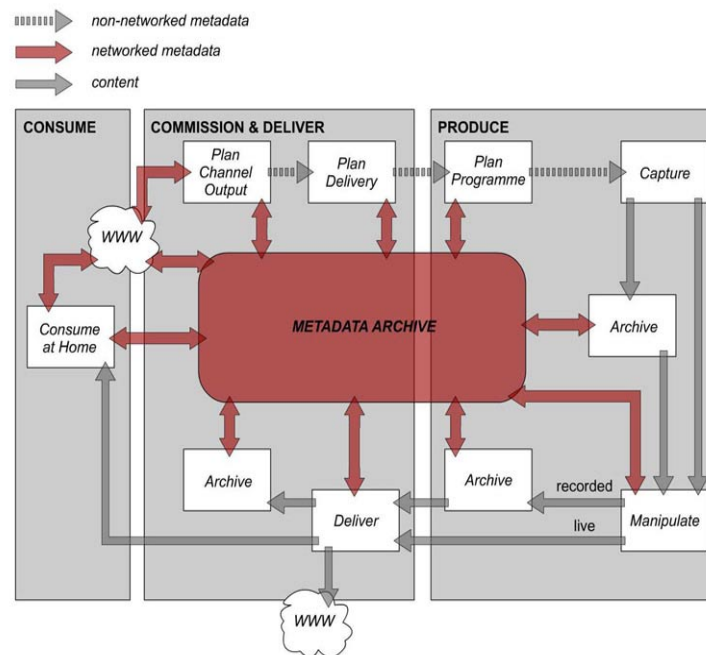 non-networked metadata
networked metadata
content
CONSUME
COMMISSION & DELIVER
PRODUCE
Plan
Channel
Output
Plan
Delivery
Plan
Programme
Capture
WWW
Consume
at Home
METADATA ARCHIVE
Archive
Archive
Deliver
Archive
recorded
live
Manipulate
WWW